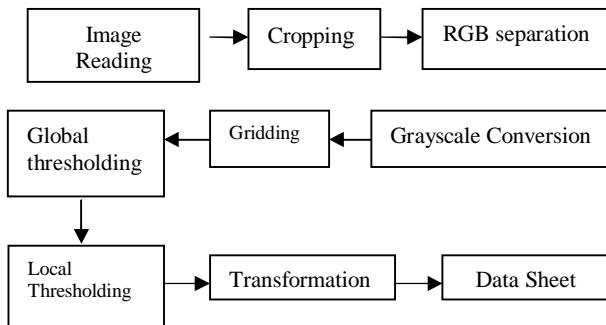 Image
Reading
Cropping
RGB separation
Global
thresholding
Gridding
Grayscale Conversion
Local
Thresholding
Transformation
Data Sheet